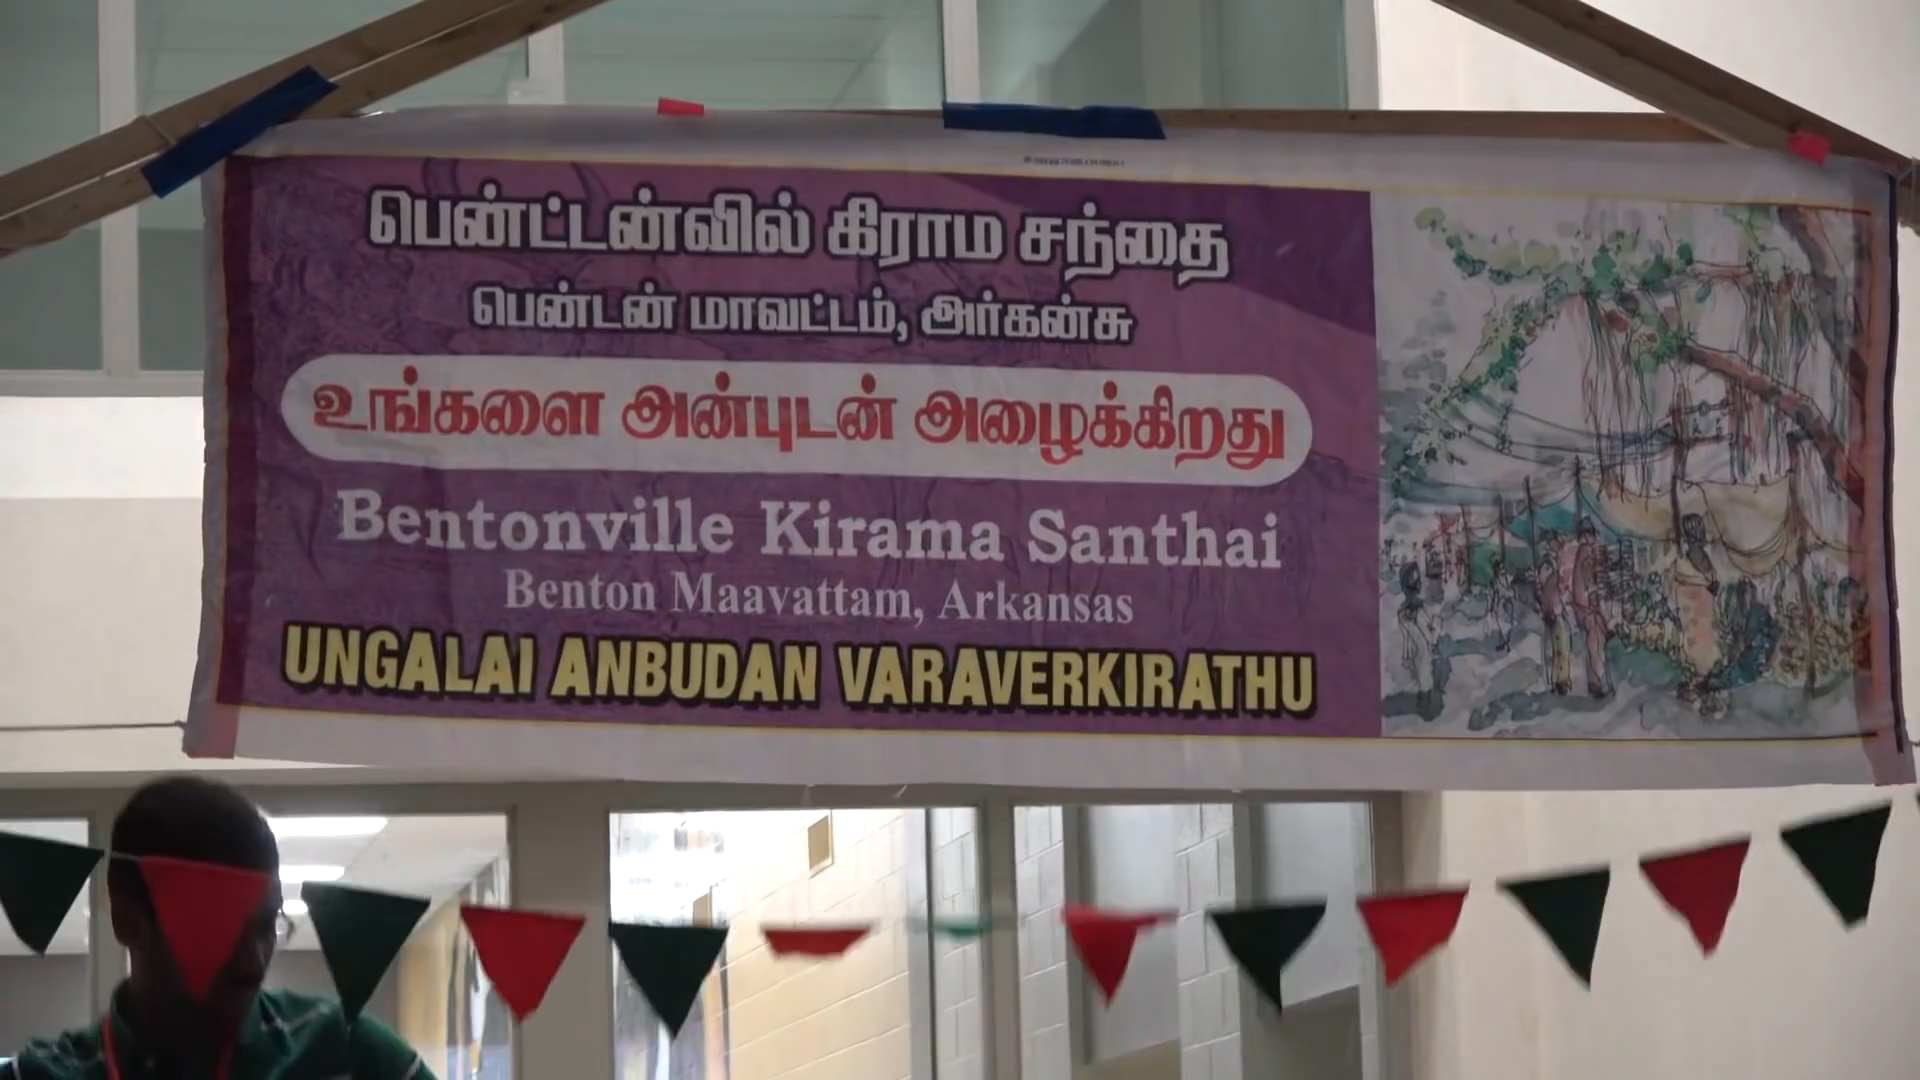 பெண்ட்டன்வில் கிராம சந்தை
பென்டன் மாவட்டம், அர்கன்சு
உங்களை அன்புடன் அழைக்கிறது
Bentonville Kirama Santhai
Benton Maavattam, Arkansas
UNGALAI ANBUDAN VARAVERKIRATHU